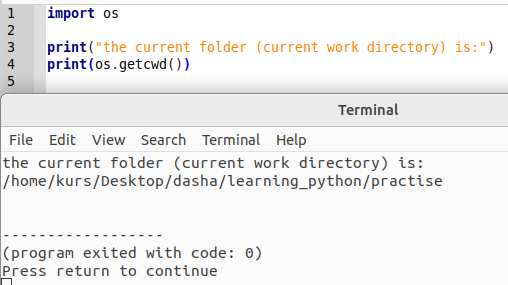 1 import os
2
3 print("the current folder (current work directory) is:")
4 print(os.getcwd())
5
Terminal
File Edit View Search Terminal Help
the current folder (current work directory) is:
/home/kurs/Desktop/dasha/learning_python/practise
------------------
(program exited with code: 0)
Press return to continue